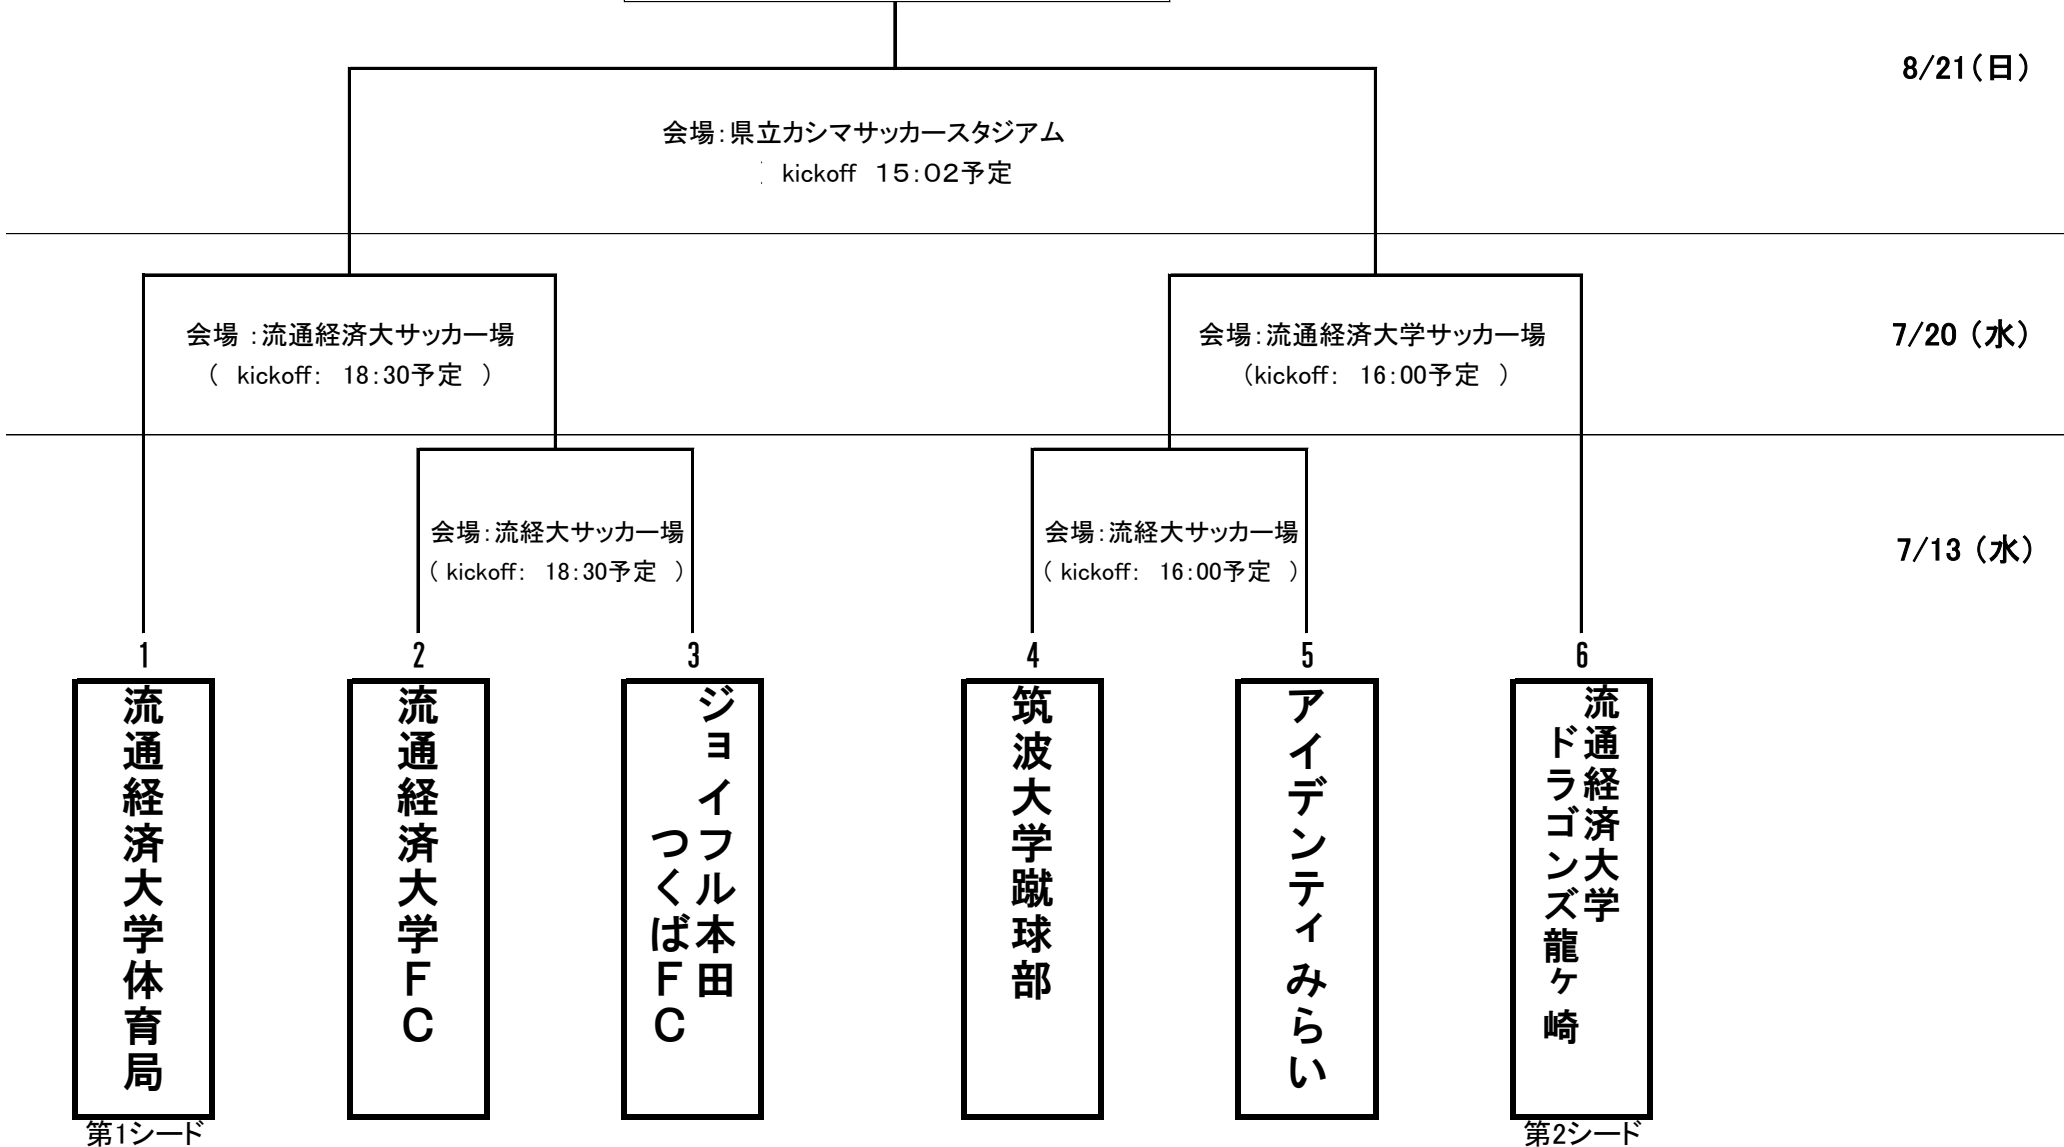 8/21(日)
会場:県立カシマサッカースタジアム
kickoff 15:02予定
会場 :流通経済大サッカー場
( kickoff: 18:30予定 )
会場:流通経済大学サッカー場
(kickoff: 16:00予定 )
7/20 (水)
会場:流経大サッカー場
( kickoff: 18:30予定 )
会場:流経大サッカー場
( kickoff: 16:00予定 )
7/13 (水)
1
2
3
4
5
6
流通経済大学体育局
流通経済大学FC
ジョイフル本田
つくばFC
筑波大学蹴球部
アイデンティみらい
流通経済大学
ドラゴンズ龍ヶ崎
第1シード
第2シード